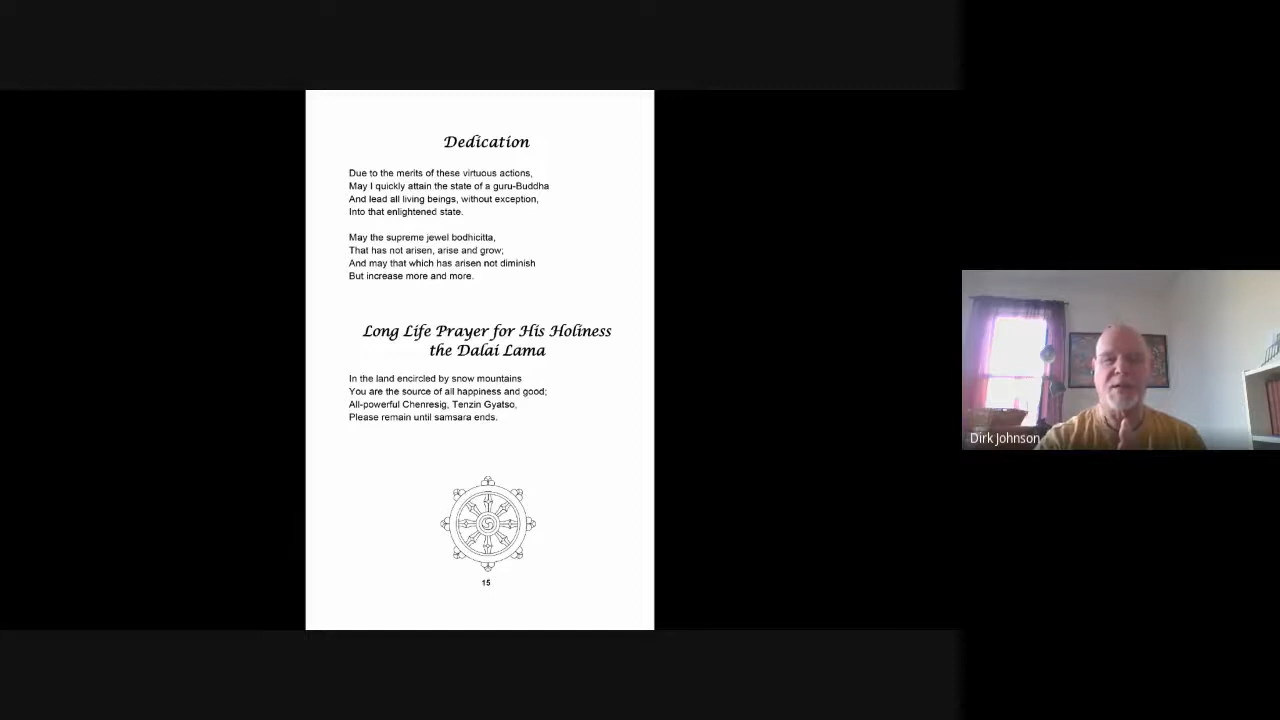 Dedication
Due to the merits of these virtuous actions,
May I quickly attain the state of a guru-Buddha
And lead all living beings, without exception,
Into that enlightened state.
May the supreme jewel bodhicitta,
That has not arisen, arise and grow;
And may that which has arisen not diminish
But increase more and more.
Long Life Prayer for His Holiness
the Dalai Lama
In the land encircled by snow mountains
You are the source of all happiness and good;
All-powerful Chenresig, Tenzin Gyatso,
Please remain until samsara ends.
15
Dirk Johnson